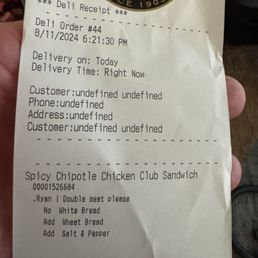 SINCE 190
*** Deli Receipt ***
Deli Order #44
8/11/2024 6:21:30 PM
Delivery on: Today
Delivery Time: Right Now
Customer:undefined undefined
Phone:undefined
Address:undefined
Customer:undefined undefined
Spicy Chipotle Chicken Club Sandwich
00001526684
.Ryan | Double meat please
No White Bread
Add Wheat Bread
Add Salt & Pepper